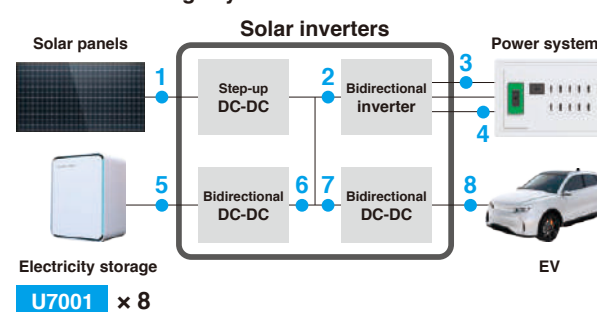 Solar inverters
Solar panels
Power system
1
2
3
4
Step-up
DC-DC
Bidirectional
inverter
5
6
7
8
Bidirectional
DC-DC
Bidirectional
DC-DC
Electricity storage
EV
U7001 × 8